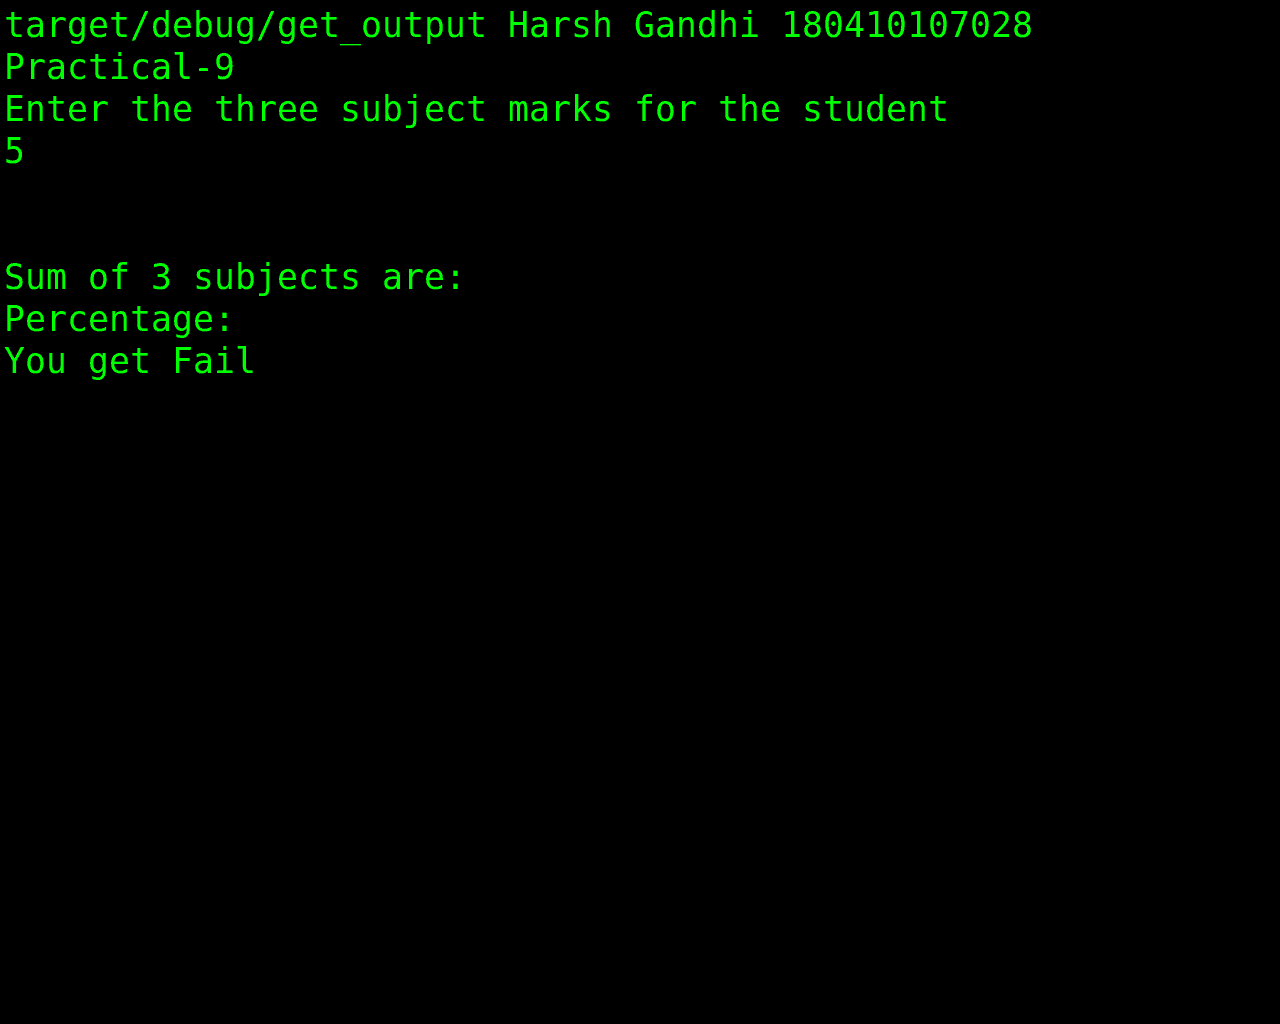 target/debug/get_output Harsh Gandhi 180410107028
Practical-9
Enter the three subject marks for the student
5
Sum of 3 subjects are:
Percentage:
You get Fail